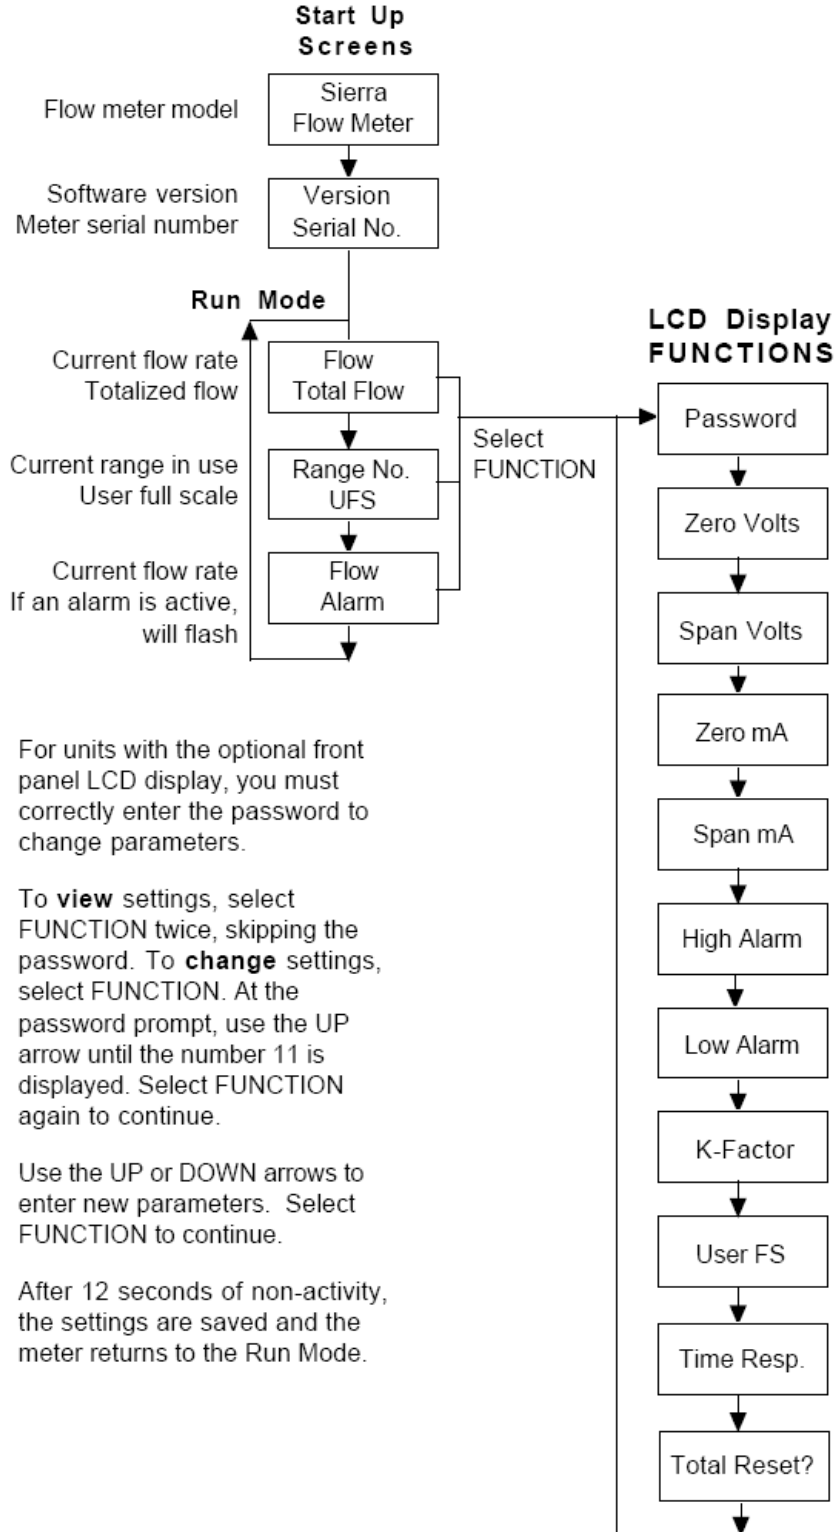 Start Up
Screens
Flow meter model
Sierra
Flow Meter
Software version
Meter serial number
Version
Serial No.
Run Mode
Current flow rate
Totalized flow
Flow
Total Flow
Current range in use
User full scale
Range No.
UFS
Current flow rate
If an alarm is active,
will flash
Flow
Alarm
Select
FUNCTION
LCD Display
FUNCTIONS
Password
Zero Volts
Span Volts
Zero mA
Span mA
High Alarm
Low Alarm
K-Factor
User FS
Time Resp.
Total Reset?
For units with the optional front
panel LCD display, you must
correctly enter the password to
change parameters.
To view settings, select
FUNCTION twice, skipping the
password. To change settings,
select FUNCTION. At the
password prompt, use the UP
arrow until the number 11 is
displayed. Select FUNCTION
again to continue.
Use the UP or DOWN arrows to
enter new parameters.  Select
FUNCTION to continue.
After 12 seconds of non-activity,
the settings are saved and the
meter returns to the Run Mode.